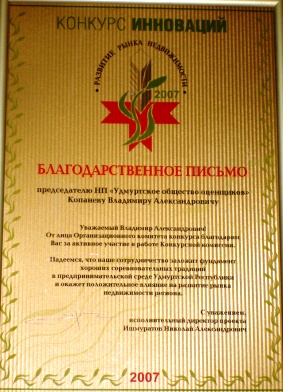 КОНКУРС ИННОВАЦИЙ
• РАЗВИТИЕ РЫНКА НЕДВИЖИМОСТИ •
2007
БЛАГОДАРСТВЕННОЕ ПИСЬМО
председателю НП «Удмуртское общество оценщиков»
Копаневу Владимиру Александровичу
Уважаемый Владимир Александрович!
От лица Организационного комитета конкурса благодарим
Вас за активное участие в работе Конкурсной комиссии.
Надеемся, что наше сотрудничество заложит фундамент
хороших соревновательных традиций
в предпринимательской среде Удмуртской Республики
и окажет положительное влияние на развитие рынка
недвижимости региона.
С уважением,
исполнительный директор проекта
Ишмуратов Николай Александрович
2007